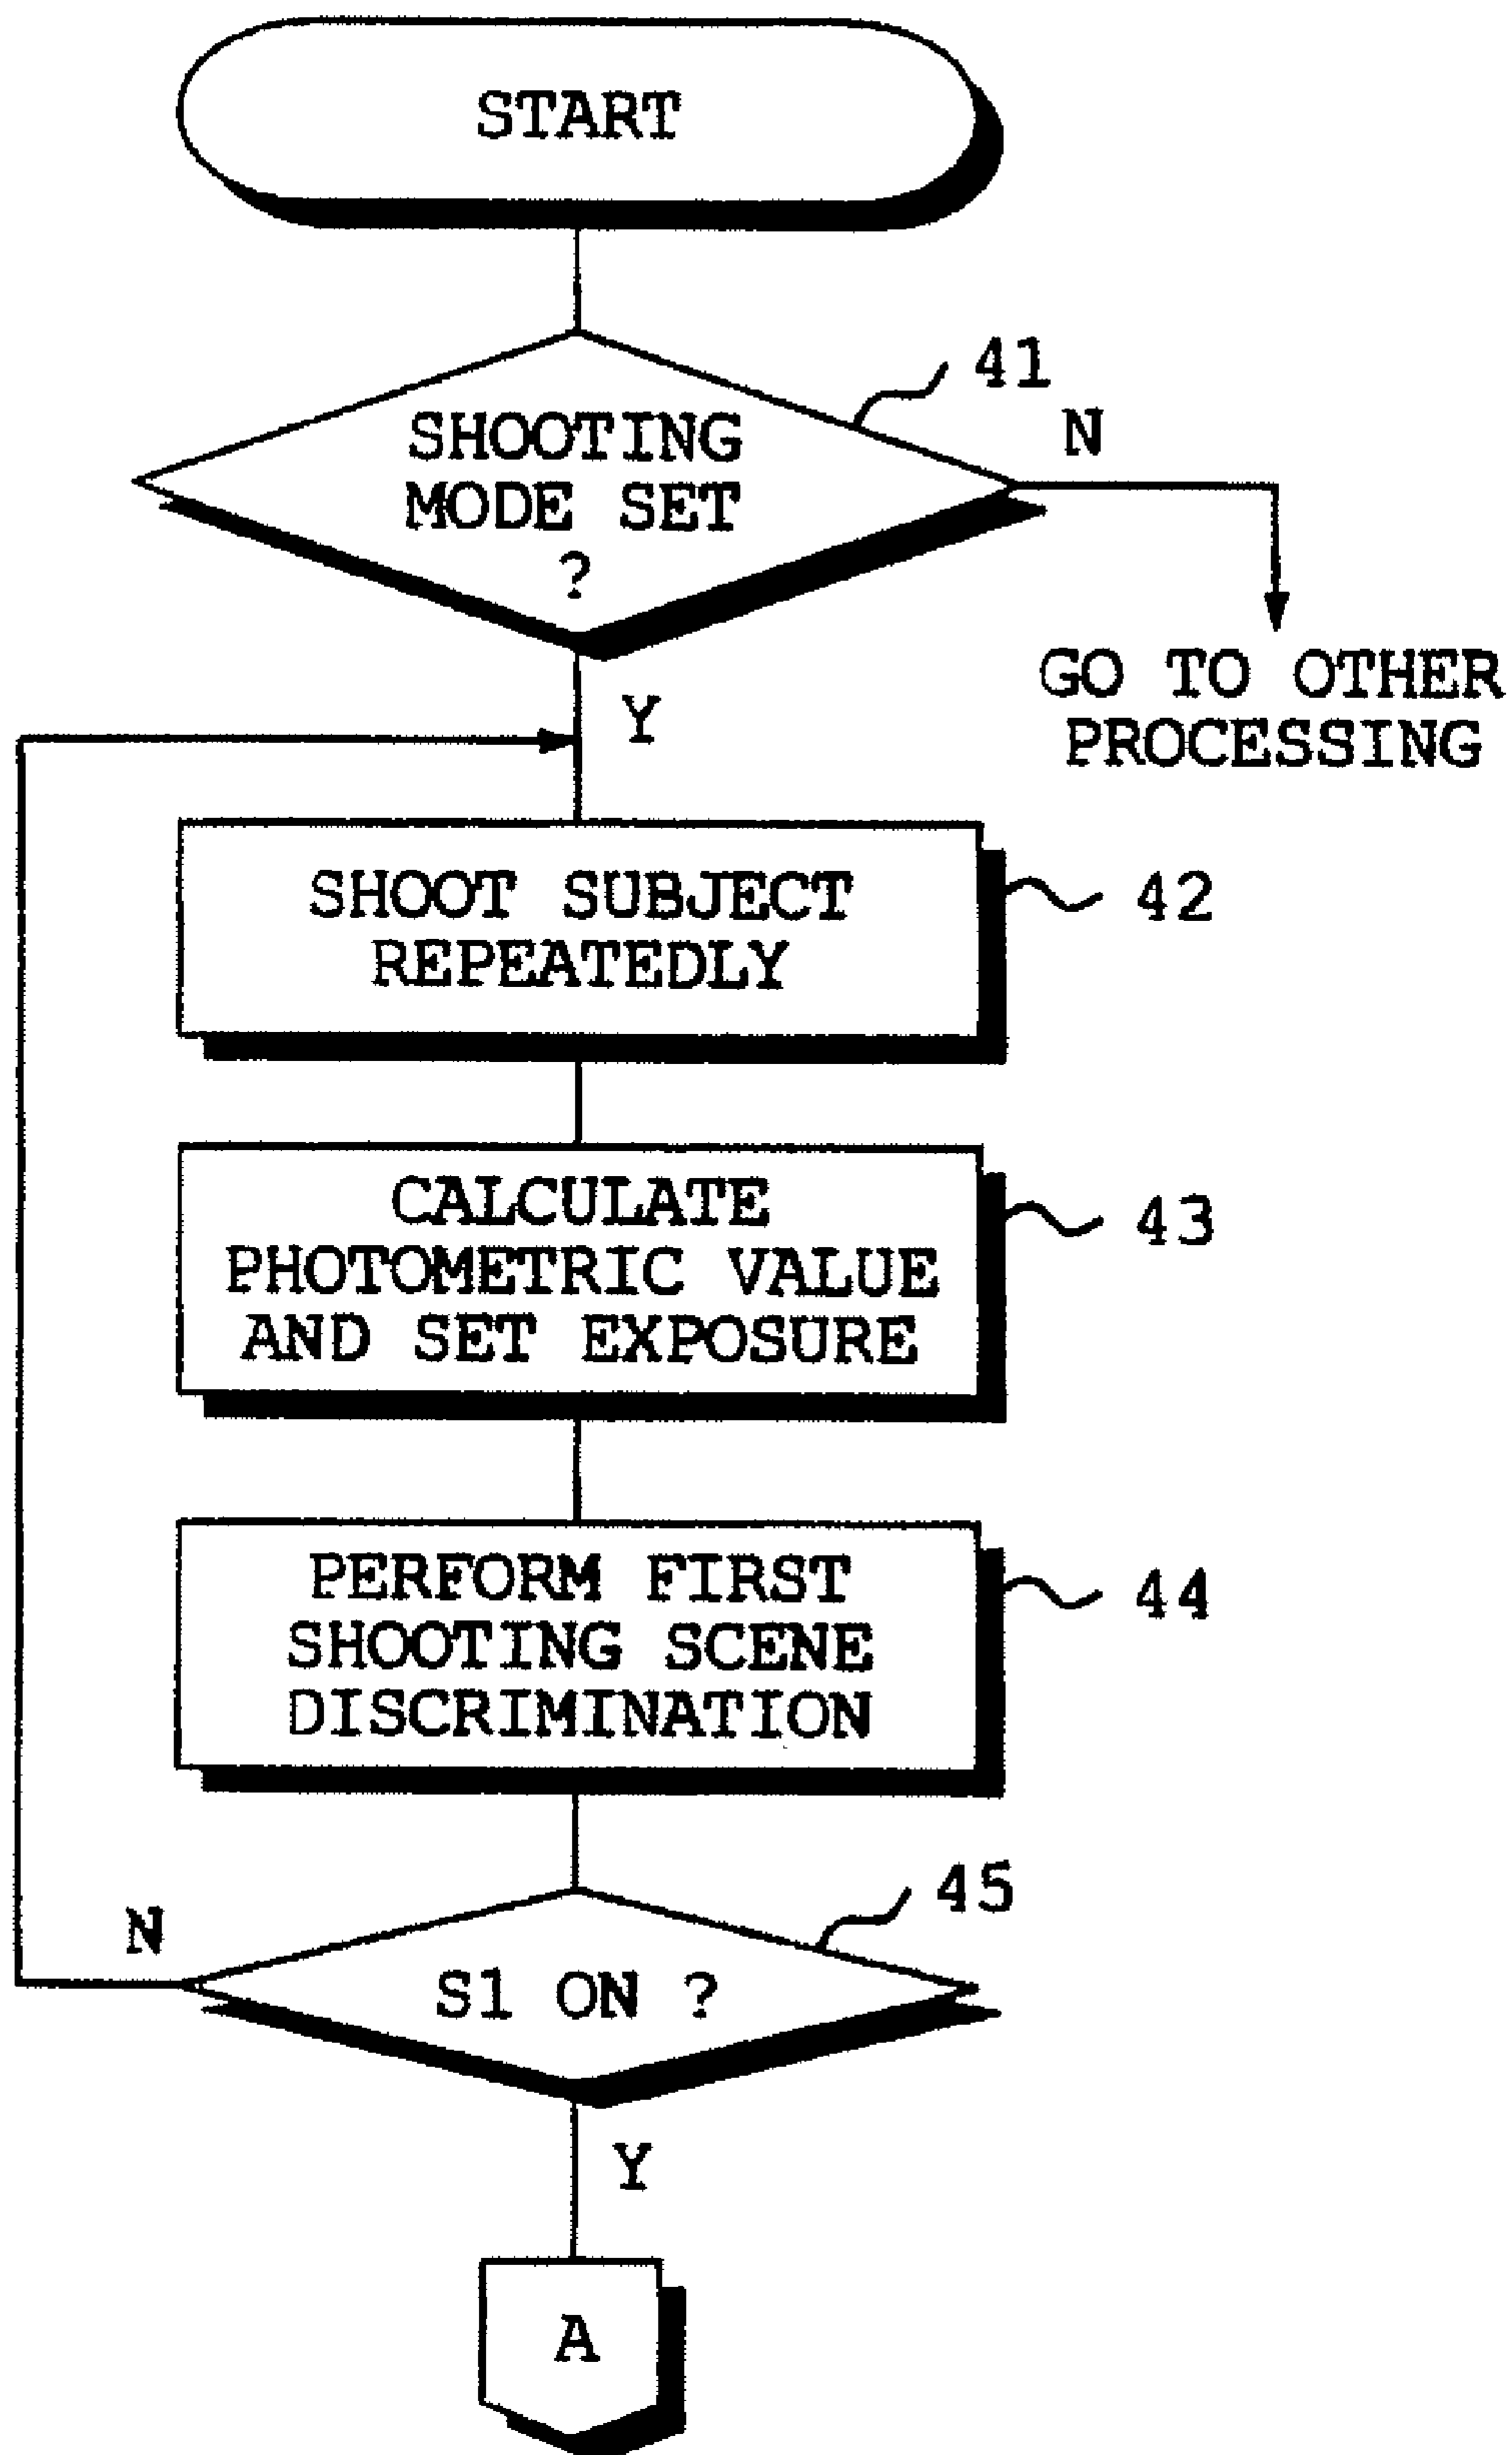 START
41
SHOOTING
MODE SET
?
N
GO TO OTHER
PROCESSING
Y
SHOOT SUBJECT
REPEATEDLY
42
CALCULATE
PHOTOMETRIC VALUE
AND SET EXPOSURE
43
PERFORM FIRST
SHOOTING SCENE
DISCRIMINATION
44
45
N
S1 ON ?
Y
A